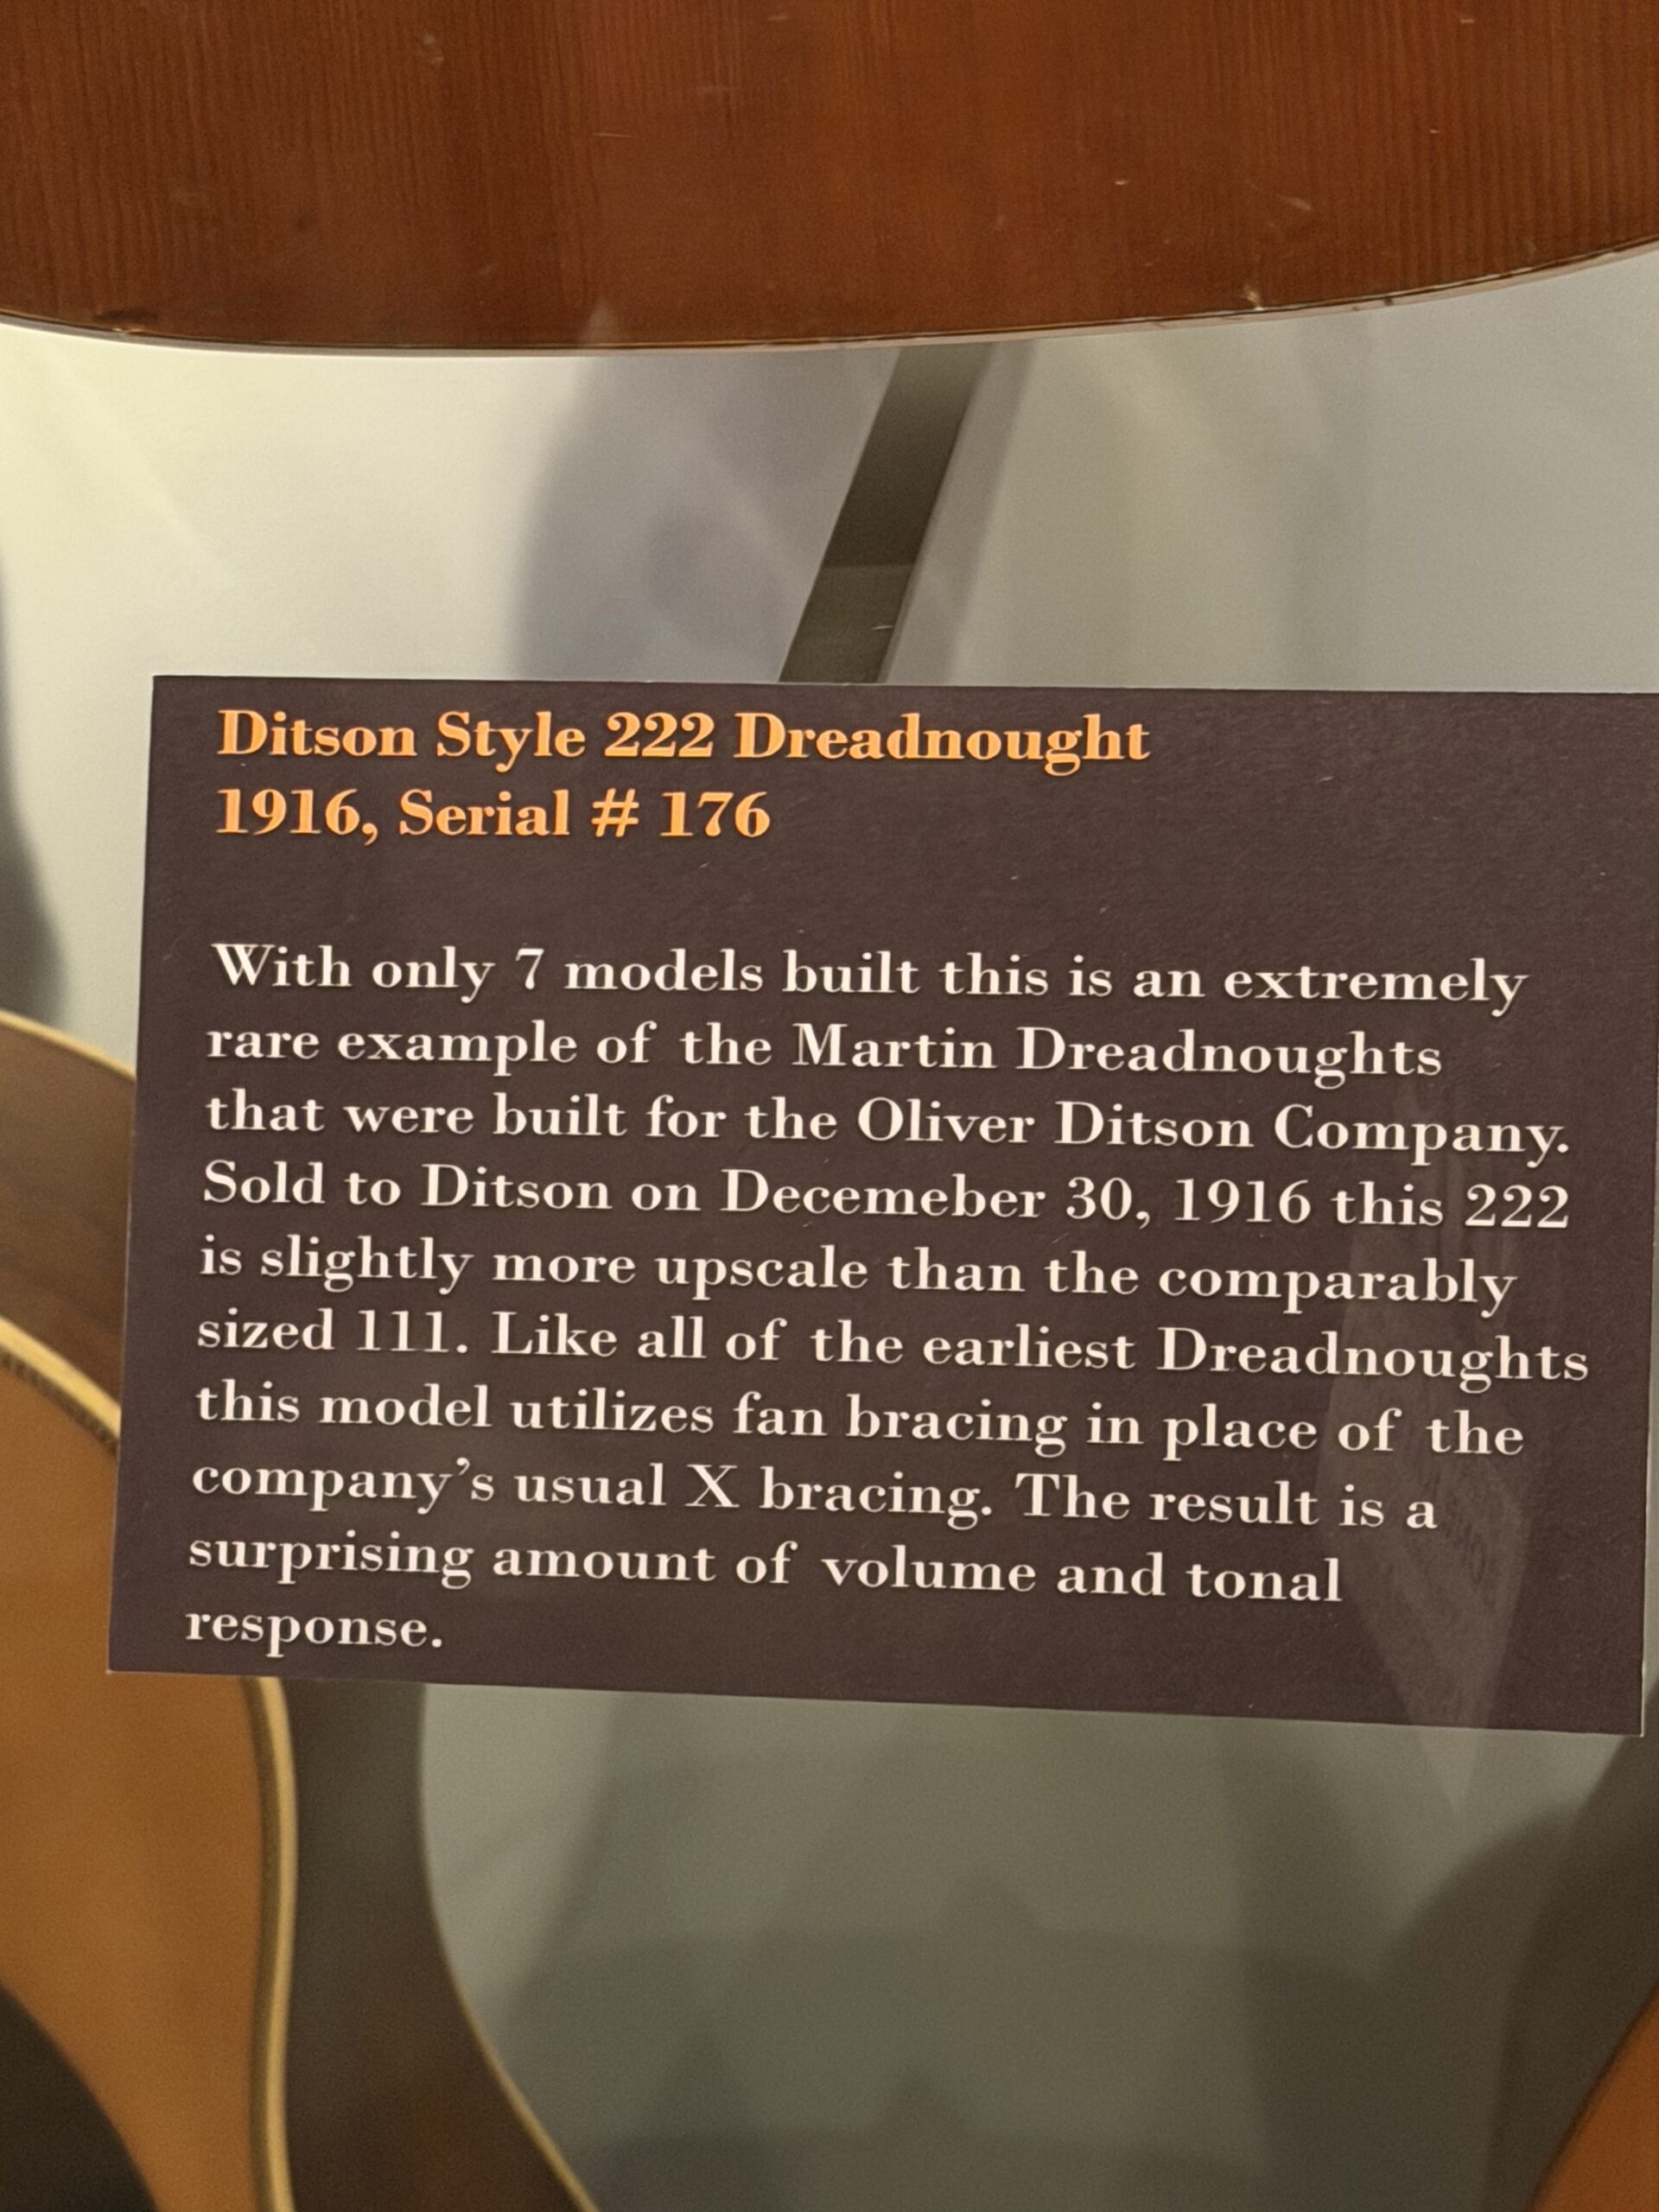 Ditson Style 222 Dreadnought
1916, Serial # 176
With only 7 models built this is an extremely
rare example of the Martin Dreadnoughts
that were built for the Oliver Ditson Company.
Sold to Ditson on Decemeber 30, 1916 this 222
is slightly more upscale than the comparably
sized 111. Like all of the earliest Dreadnoughts
this model utilizes fan bracing in place of the
company’s usual X bracing. The result is a
surprising amount of volume and tonal
response.